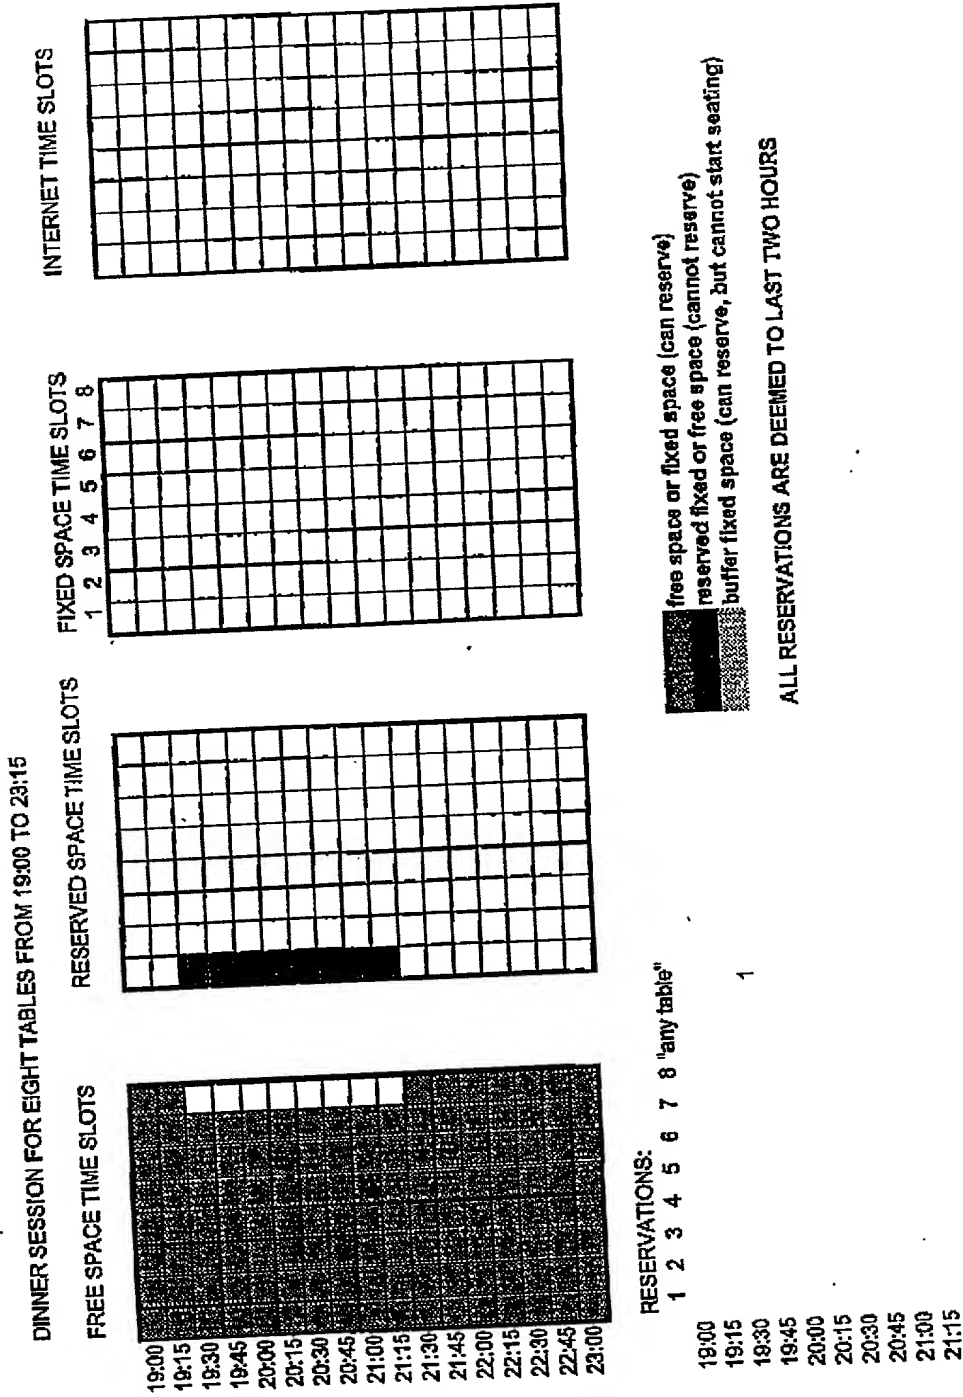 DINNER SESSION FOR EIGHT TABLES FROM 19:00 TO 23:15
FREE SPACE TIME SLOTS
RESERVED SPACE TIME SLOTS
FIXED SPACE TIME SLOTS
INTERNET TIME SLOTS
1 2 3 4 5 6 7 8
19:00
19:15
19:30
19:45
20:00
20:15
20:30
20:45
21:00
21:15
21:30
21:45
22:00
22:15
22:30
22:45
23:00
free space or fixed space (can reserve)
reserved fixed or free space (cannot reserve)
buffer fixed space (can reserve, but cannot start seating)
ALL RESERVATIONS ARE DEEMED TO LAST TWO HOURS
RESERVATIONS:
1 2 3 4 5 6 7 8 "any table"
19:00
19:15
1
19:30
19:45
20:00
20:15
20:30
20:45
21:00
21:15